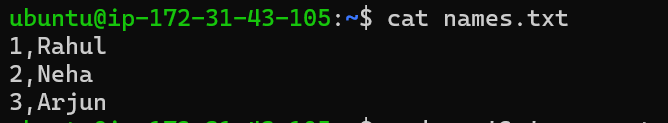 ubuntu@ip-172-31-43-105:~$ cat names.txt
1,Rahul
2,Neha
3,Arjun